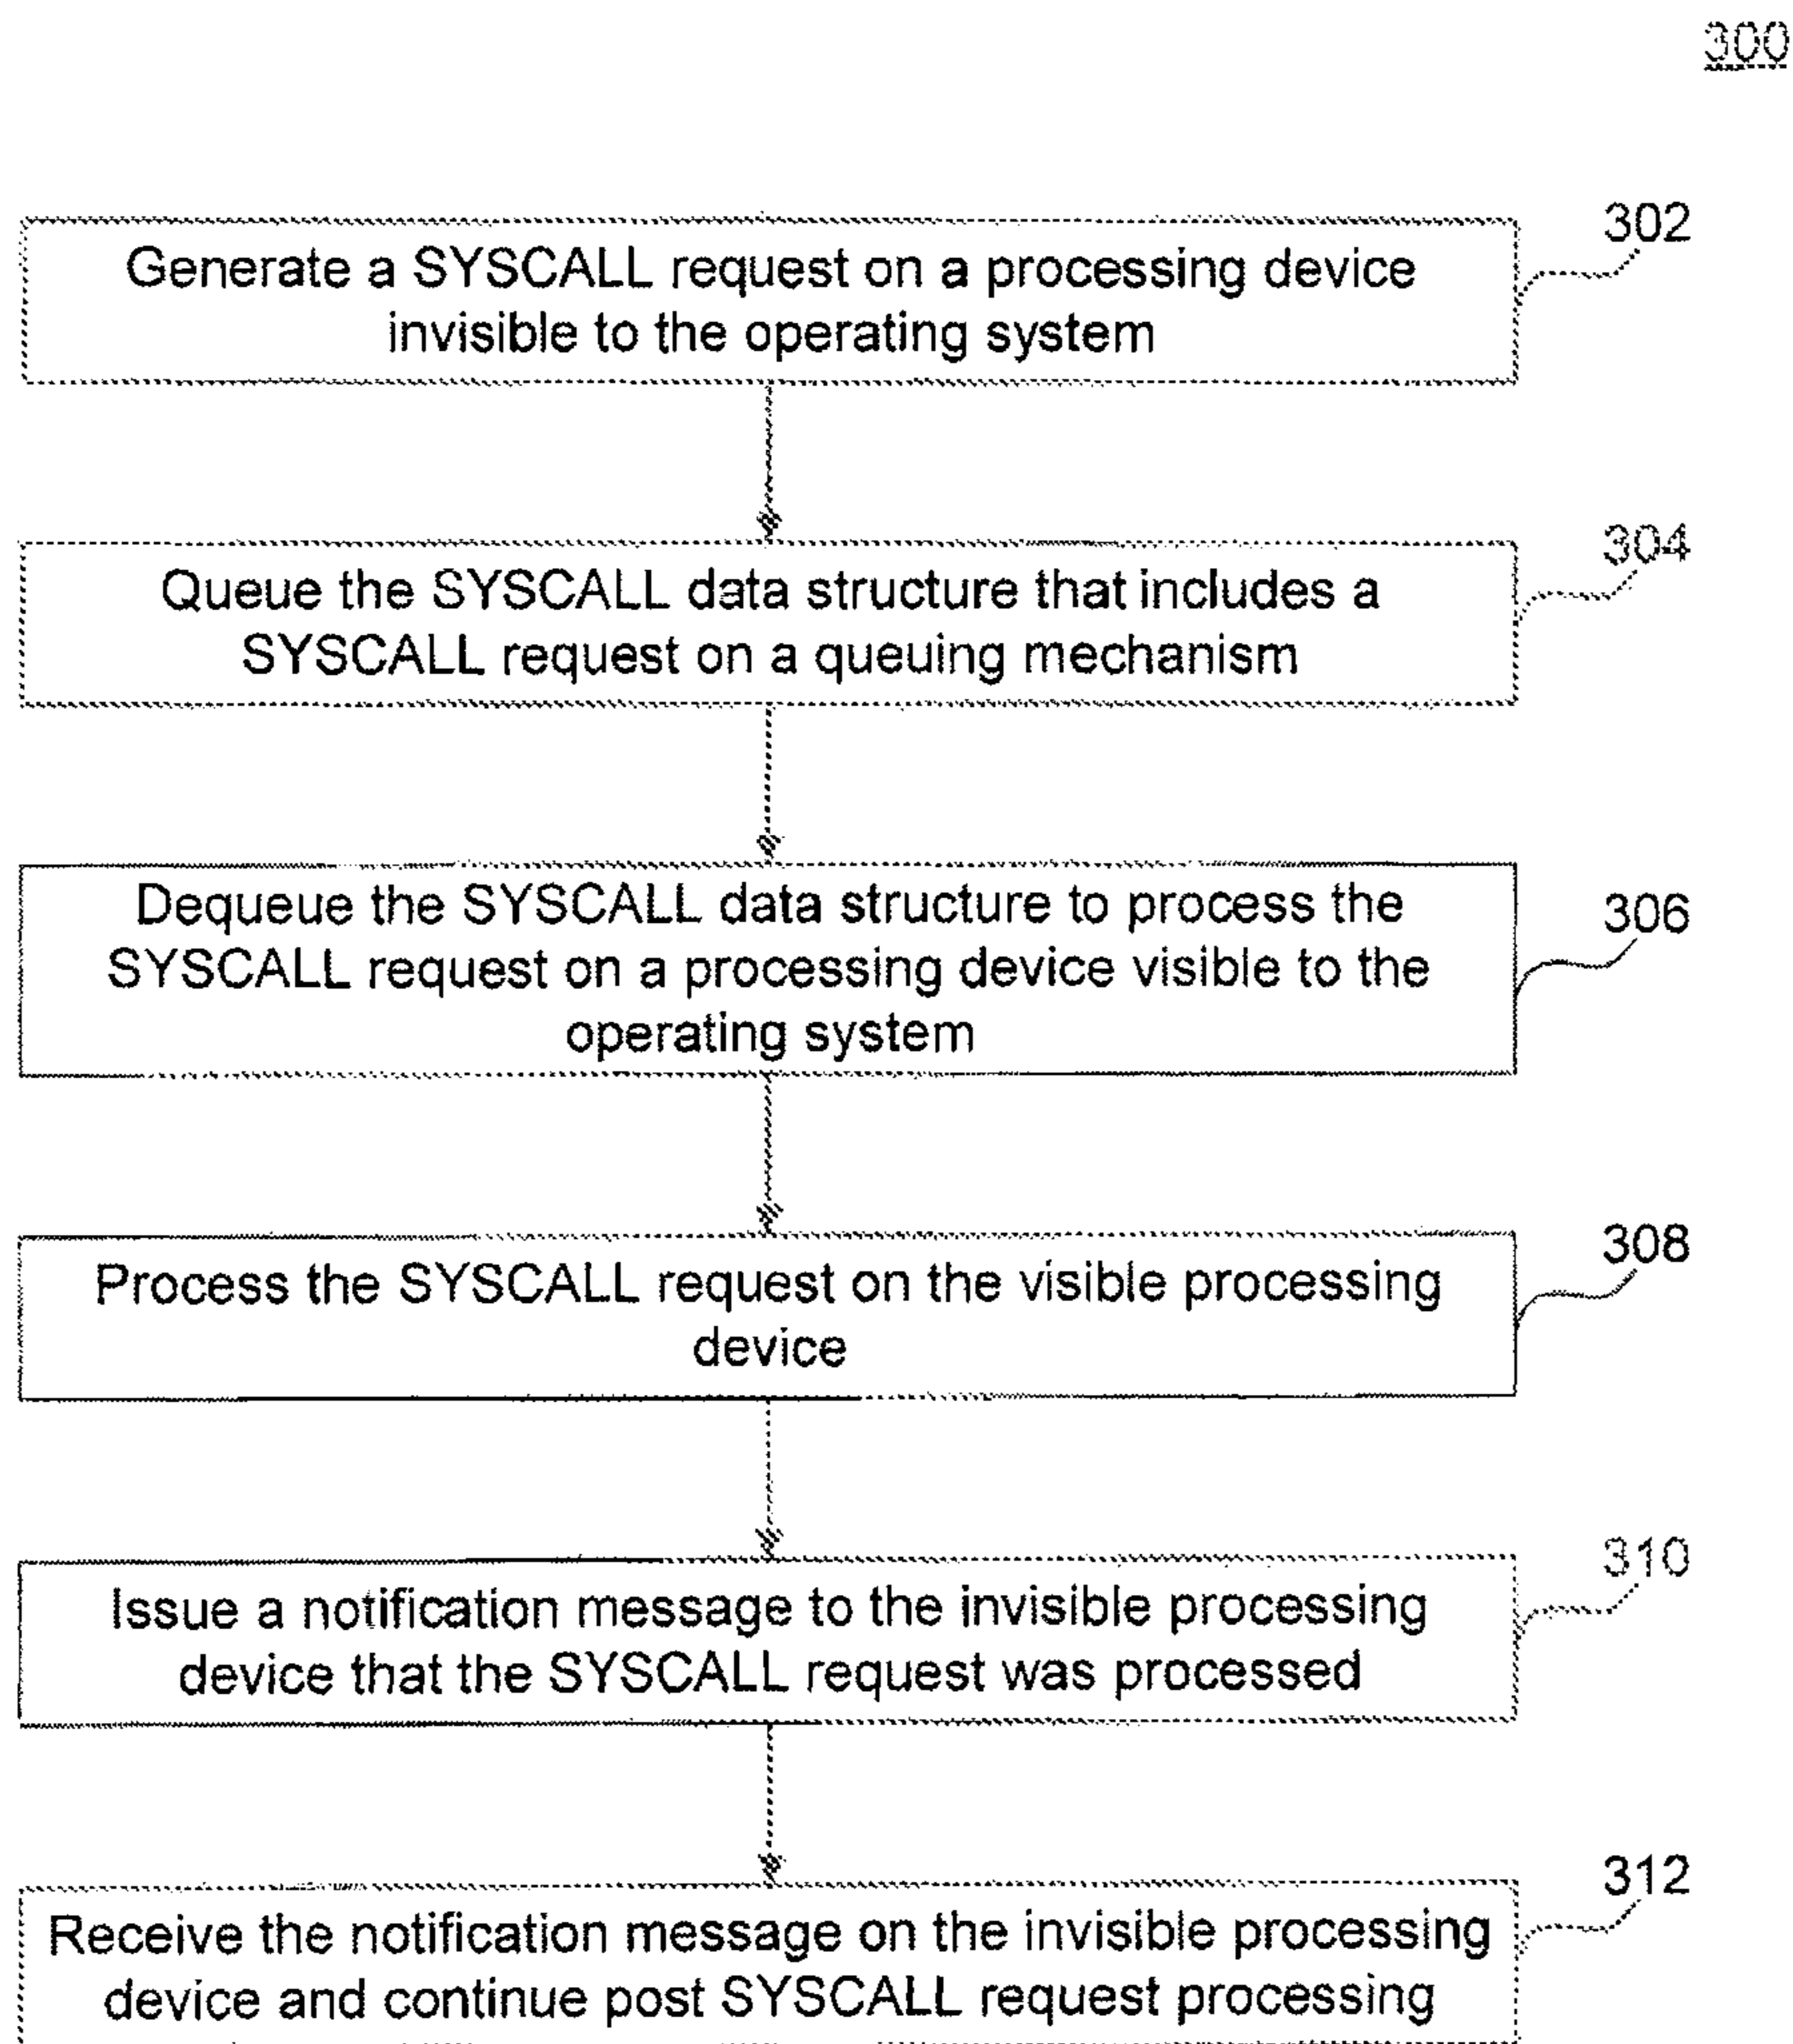 300
302
Generate a SYSCALL request on a processing device
invisible to the operating system
304
Queue the SYSCALL data structure that includes a
SYSCALL request on a queuing mechanism
306
Dequeue the SYSCALL data structure to process the
SYSCALL request on a processing device visible to the
operating system
308
Process the SYSCALL request on the visible processing
device
310
Issue a notification message to the invisible processing
device that the SYSCALL request was processed
312
Receive the notification message on the invisible processing
device and continue post SYSCALL request processing